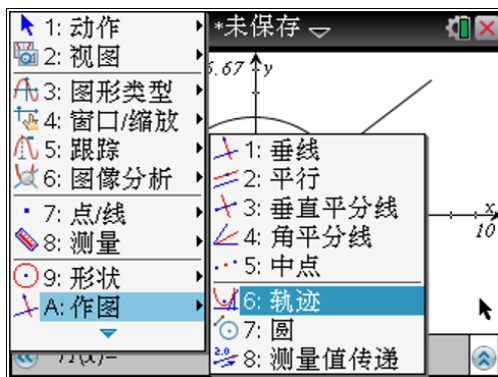 1: 动作
2: 视图
3: 图形类型
4: 窗口/缩放
5: 跟踪
6: 图像分析
7: 点/线
8: 测量
9: 形状
A: 作图
*未保存
6.67 y
1: 垂线
2: 平行
3: 垂直平分线
4: 角平分线
5: 中点
6: 轨迹
7: 圆
8: 测量值传递
x
10